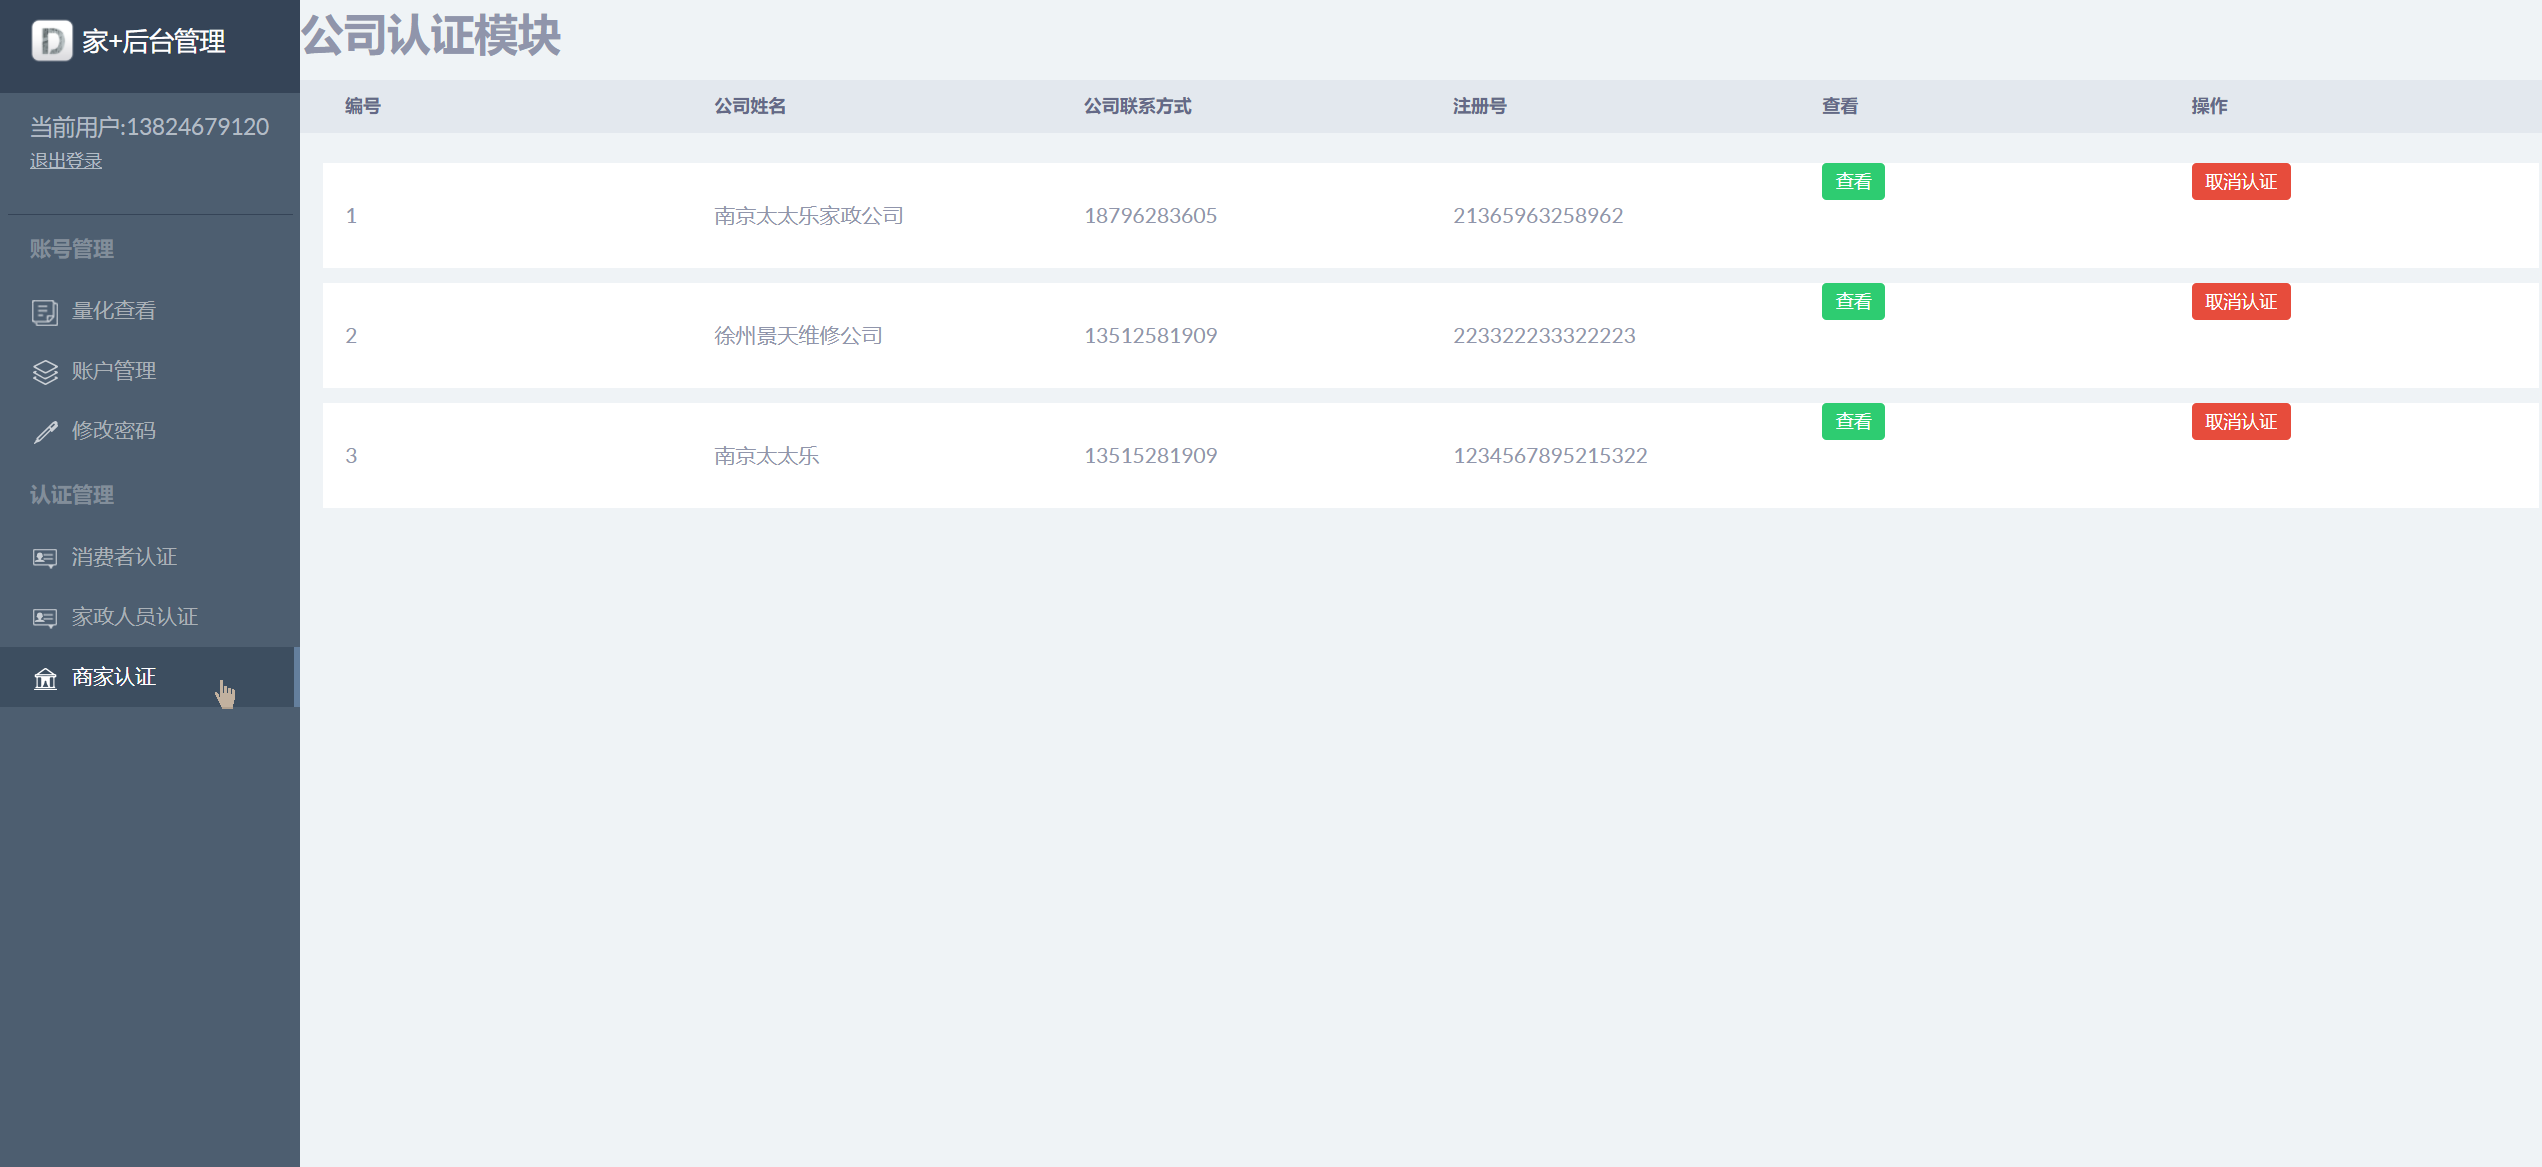 家+后台管理
当前用户:13824679120
退出登录
账号管理
量化查看
账户管理
修改密码
认证管理
消费者认证
家政人员认证
商家认证
公司认证模块
编号 公司姓名 公司联系方式 注册号 查看 操作
1 南京太太乐家政公司 18796283605 21365963258962 查看 取消认证
2 徐州景天维修公司 13512581909 223322233322223 查看 取消认证
3 南京太太乐 13515281909 1234567895215322 查看 取消认证